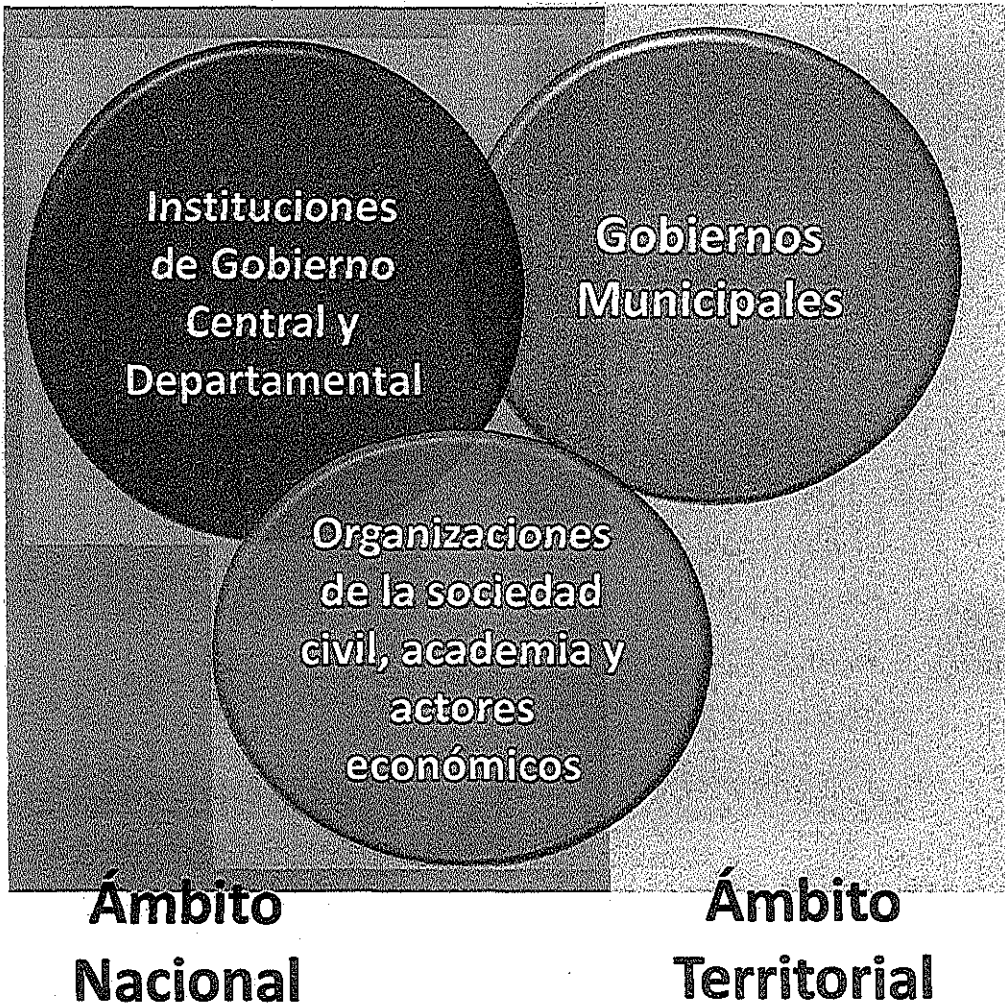 Instituciones
de Gobierno
Central y
Departamental
Gobiernos
Municipales
Organizaciones
de la sociedad
civil, academia y
actores
económicos
Ámbito
Nacional
Ámbito
Territorial